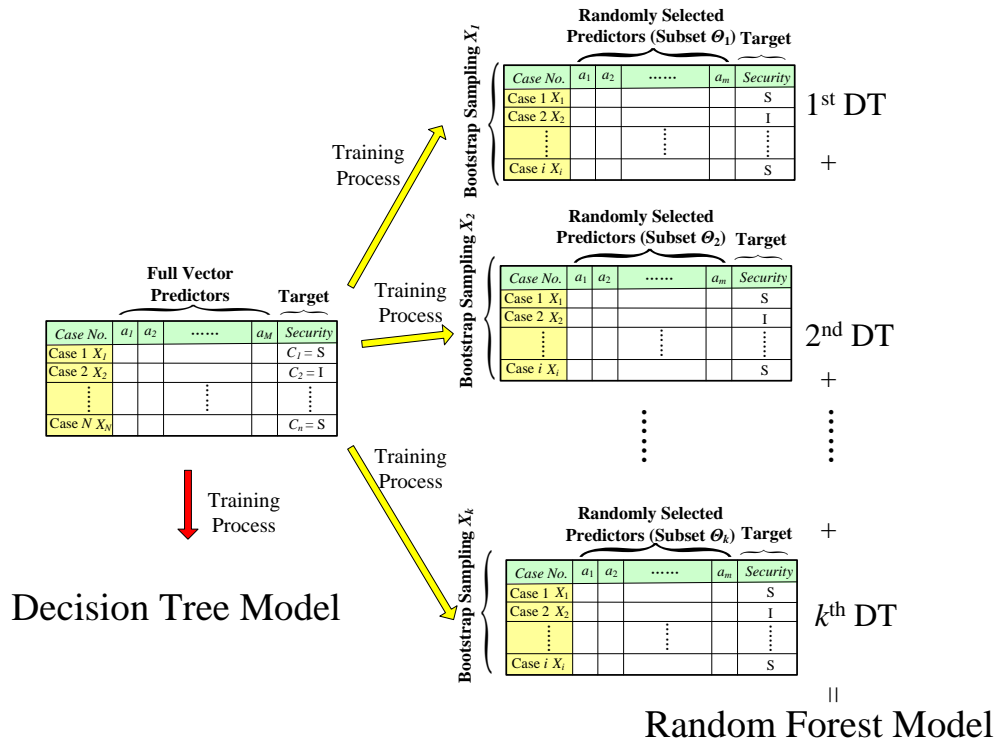 Full Vector
Predictors
Target
Case No. a1 a2 ...... aM Security
Case 1 X1 C1 = S
Case 2 X2 C2 = I
Case N XN Cn = S
Training
Process
Decision Tree Model
Training
Process
Training
Process
Training
Process
Bootstrap Sampling X1
Randomly Selected
Predictors (Subset Θ1) Target
Case No. a1 a2 ...... am Security
Case 1 X1 S
Case 2 X2 I
Case i Xi S
1st DT
+
Bootstrap Sampling X2
Randomly Selected
Predictors (Subset Θ2) Target
Case No. a1 a2 ...... am Security
Case 1 X1 S
Case 2 X2 I
Case i Xi S
2nd DT
+
+
Bootstrap Sampling Xk
Randomly Selected
Predictors (Subset Θk) Target
Case No. a1 a2 ...... am Security
Case 1 X1 S
Case 2 X2 I
Case i Xi S
kth DT
=
Random Forest Model